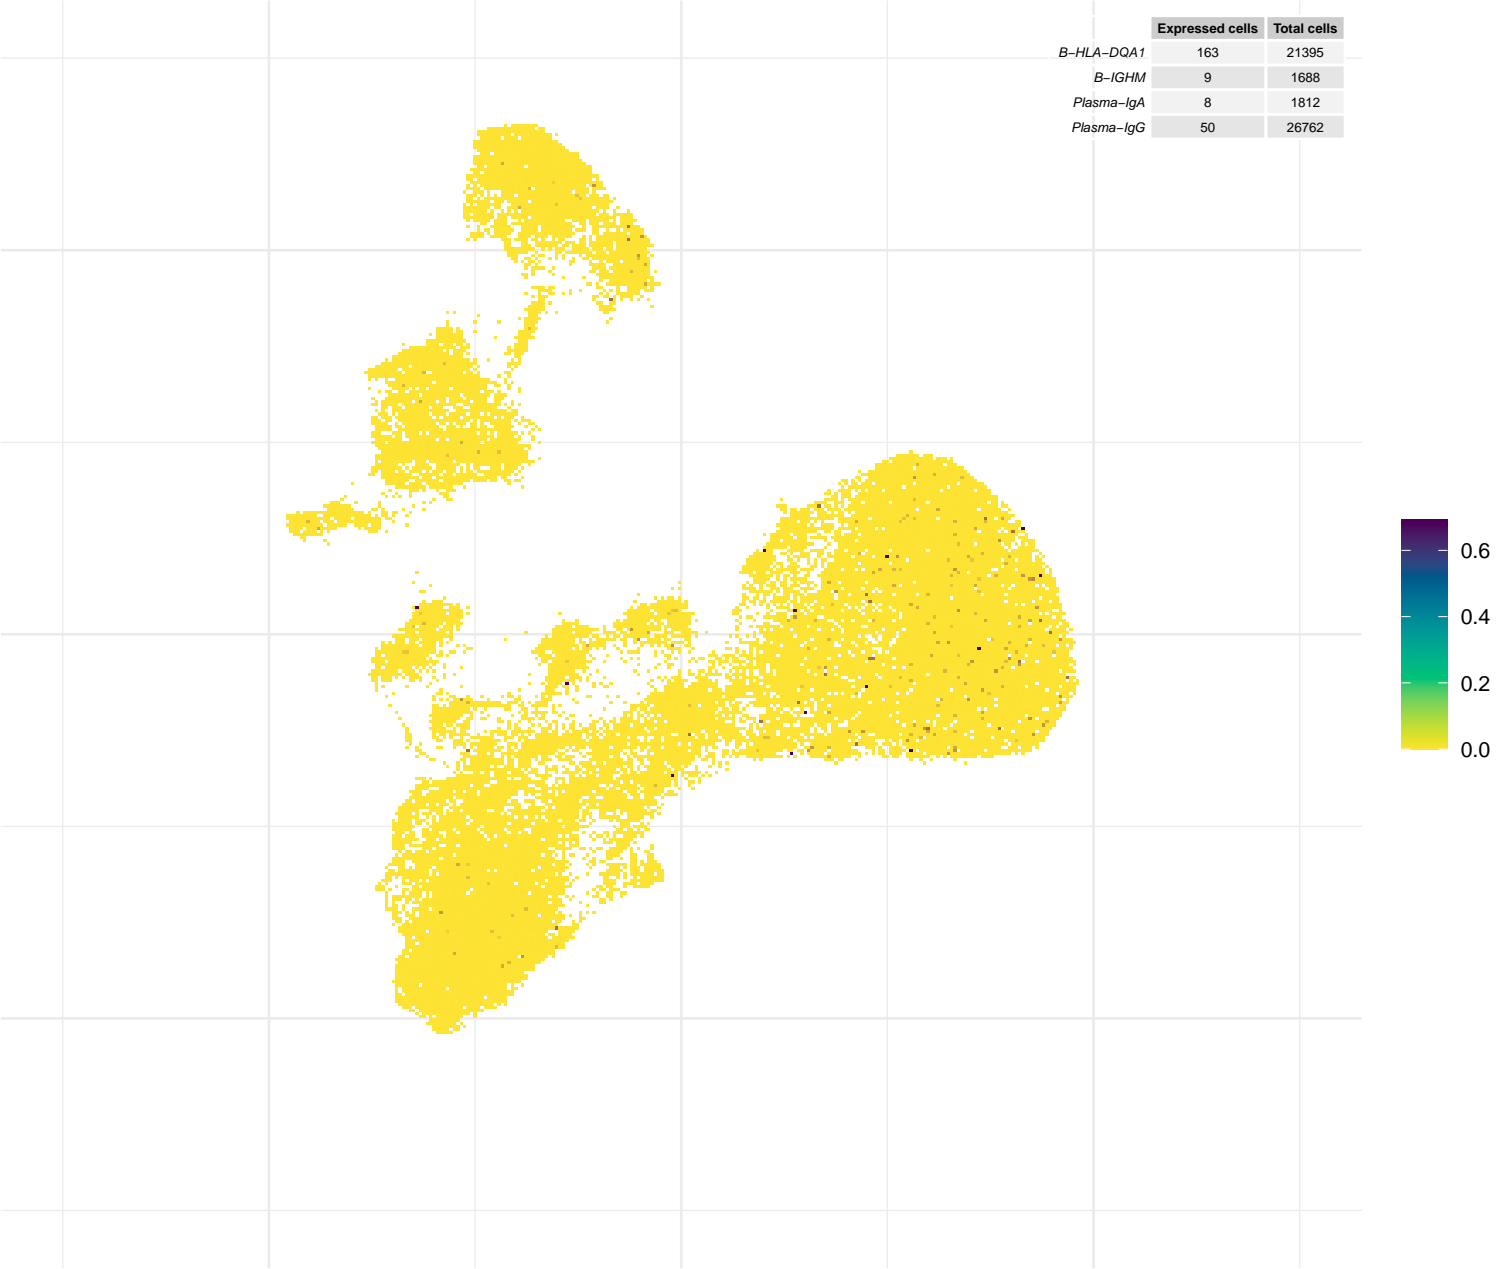 Expressed cells Total cells
B−HLA−DQA1 163 21395
B−IGHM 9 1688
Plasma−IgA 8 1812
Plasma−IgG 50 26762
0.6
0.4
0.2
0.0